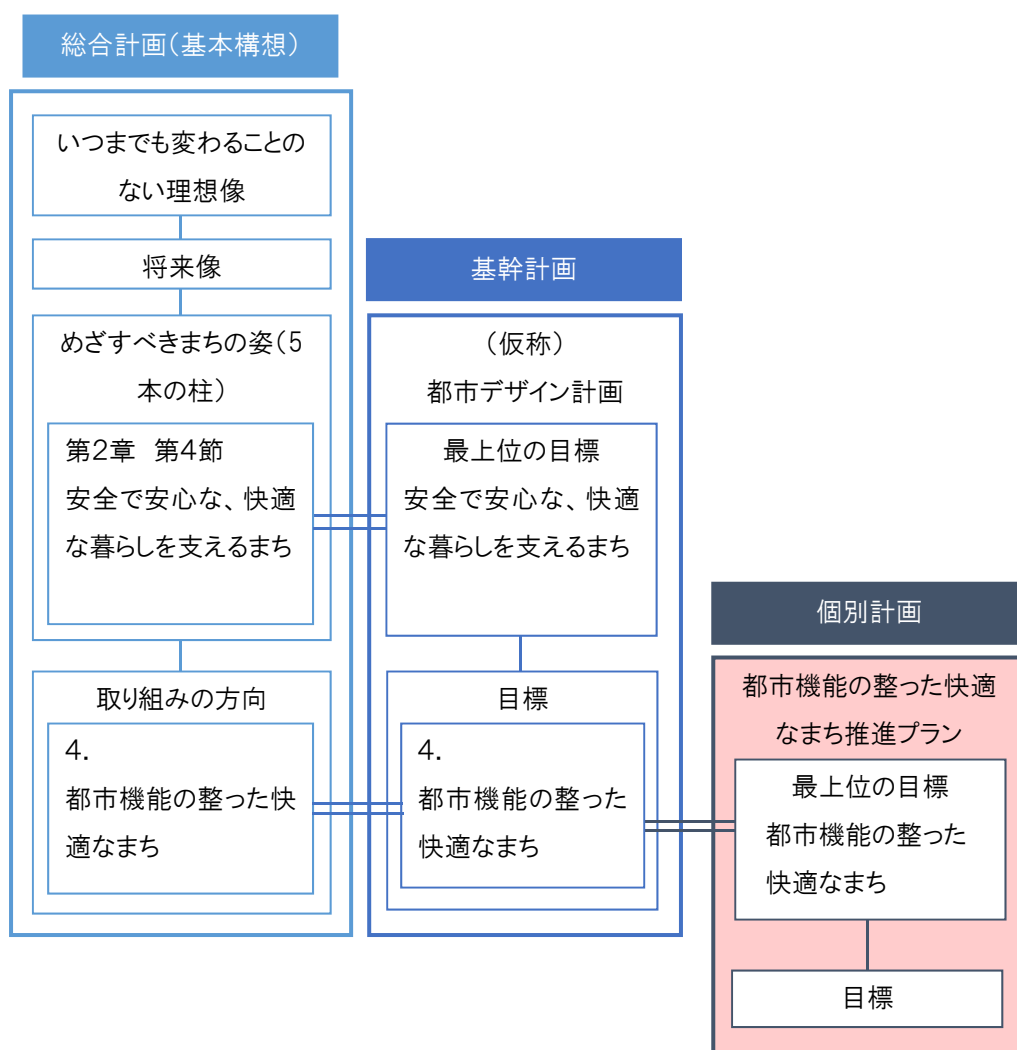 総合計画(基本構想)
いつまでも変わることの
ない理想像
将来像
めざすべきまちの姿(5
本の柱)
第2章　第4節
安全で安心な、快適
な暮らしを支えるまち
取り組みの方向
4.
都市機能の整った快
適なまち
基幹計画
(仮称)
都市デザイン計画
最上位の目標
安全で安心な、快適
な暮らしを支えるまち
目標
4.
都市機能の整った
快適なまち
個別計画
都市機能の整った快適
なまち推進プラン
最上位の目標
都市機能の整った
快適なまち
目標